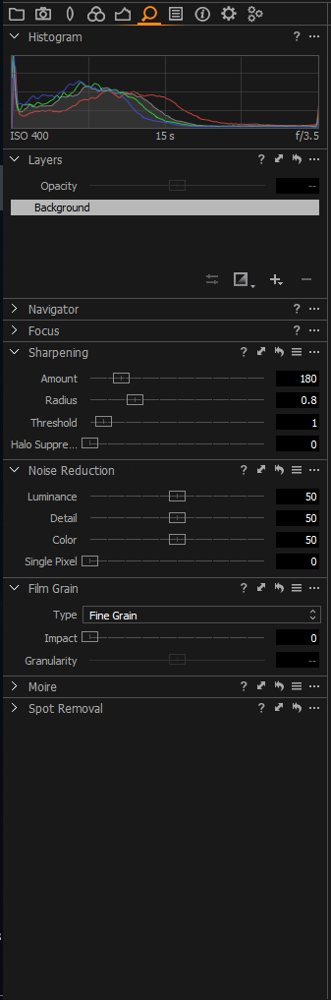 Histogram ? ...
ISO 400 15 s f/3.5
Layers ? ...
Opacity --
Background
Navigator ? ...
Focus ? ...
Sharpening ? ...
Amount 180
Radius 0.8
Threshold 1
Halo Suppre... 0
Noise Reduction ? ...
Luminance 50
Detail 50
Color 50
Single Pixel 0
Film Grain ? ...
Type Fine Grain
Impact 0
Granularity --
Moire ? ...
Spot Removal ? ...